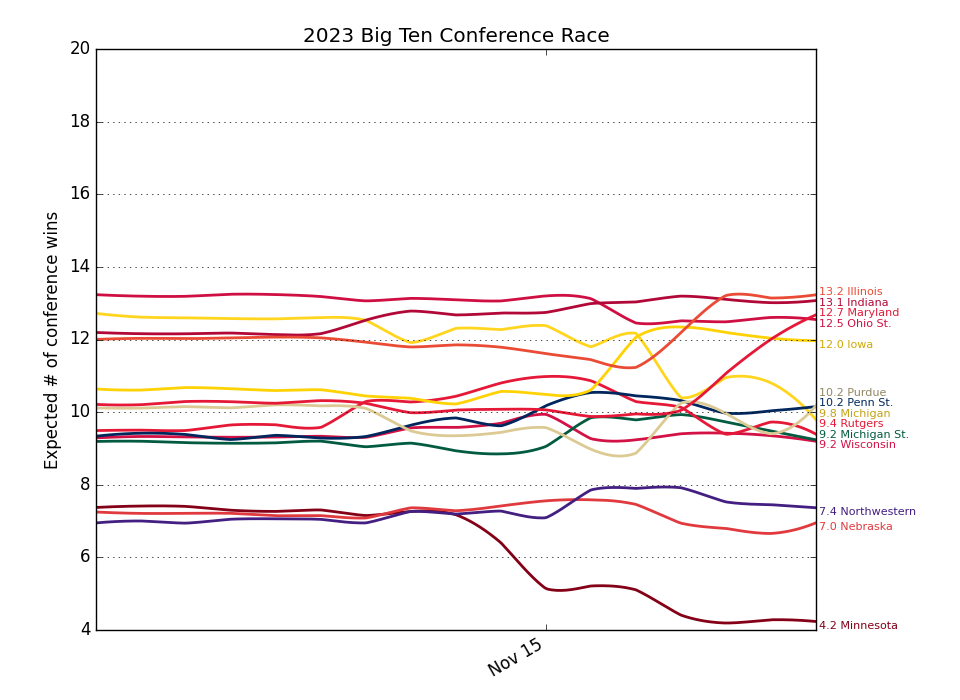 2023 Big Ten Conference Race
Expected # of conference wins
20
18
16
14
12
10
8
6
4
Nov 15
13.2 Illinois
13.1 Indiana
12.7 Maryland
12.5 Ohio St.
12.0 Iowa
10.2 Purdue
10.2 Penn St.
9.8 Michigan
9.4 Rutgers
9.2 Michigan St.
9.2 Wisconsin
7.4 Northwestern
7.0 Nebraska
4.2 Minnesota